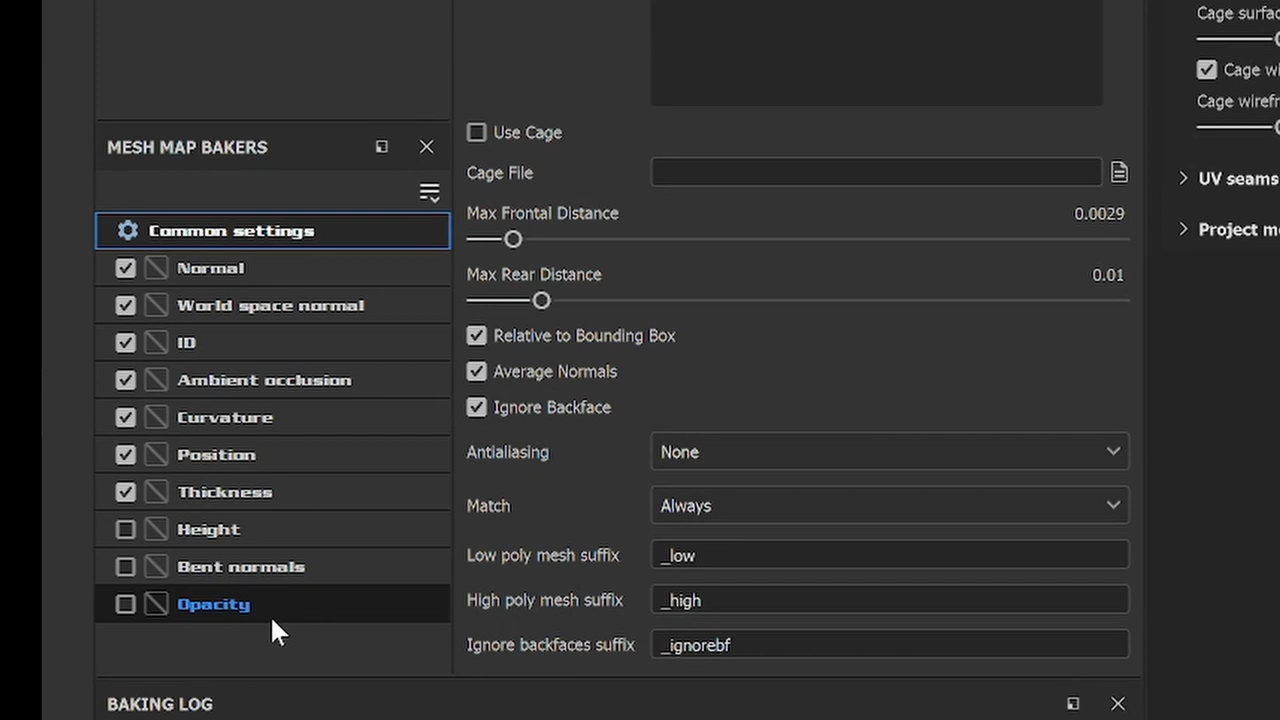 MESH MAP BAKERS
Common settings
Normal
World space normal
ID
Ambient occlusion
Curvature
Position
Thickness
Height
Bent normals
Opacity
Use Cage
Cage File
Max Frontal Distance 0.0029
Max Rear Distance 0.01
Relative to Bounding Box
Average Normals
Ignore Backface
Antialiasing None
Match Always
Low poly mesh suffix _low
High poly mesh suffix _high
Ignore backfaces suffix _ignorebf
BAKING LOG
Cage
Cage
Cage
UV seams
Project